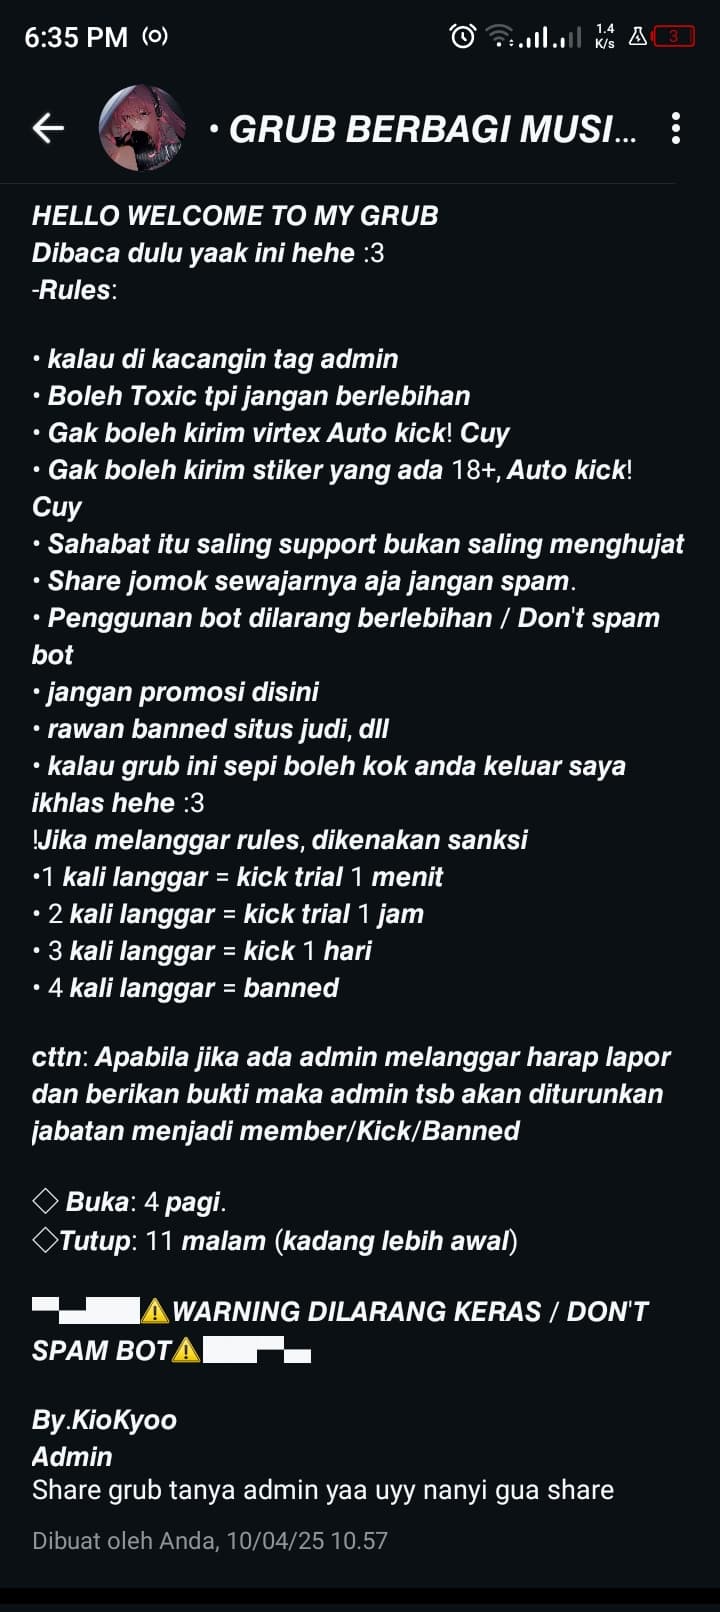 6:35 PM
1.4
K/s
3
• GRUB BERBAGI MUSI...
HELLO WELCOME TO MY GRUB
Dibaca dulu yaak ini hehe :3
-Rules:
• kalau di kacangin tag admin
• Boleh Toxic tpi jangan berlebihan
• Gak boleh kirim virtex Auto kick! Cuy
• Gak boleh kirim stiker yang ada 18+, Auto kick!
Cuy
• Sahabat itu saling support bukan saling menghujat
• Share jomok sewajarnya aja jangan spam.
• Penggunan bot dilarang berlebihan / Don't spam
bot
• jangan promosi disini
• rawan banned situs judi, dll
• kalau grub ini sepi boleh kok anda keluar saya
ikhlas hehe :3
!Jika melanggar rules, dikenakan sanksi
•1 kali langgar = kick trial 1 menit
• 2 kali langgar = kick trial 1 jam
• 3 kali langgar = kick 1 hari
• 4 kali langgar = banned
cttn: Apabila jika ada admin melanggar harap lapor
dan berikan bukti maka admin tsb akan diturunkan
jabatan menjadi member/Kick/Banned
◇ Buka: 4 pagi.
◇Tutup: 11 malam (kadang lebih awal)
▀▄█⚠️WARNING DILARANG KERAS / DON'T
SPAM BOT⚠️█▀▄
By.KioKyoo
Admin
Share grub tanya admin yaa uyy nanyi gua share
Dibuat oleh Anda, 10/04/25 10.57